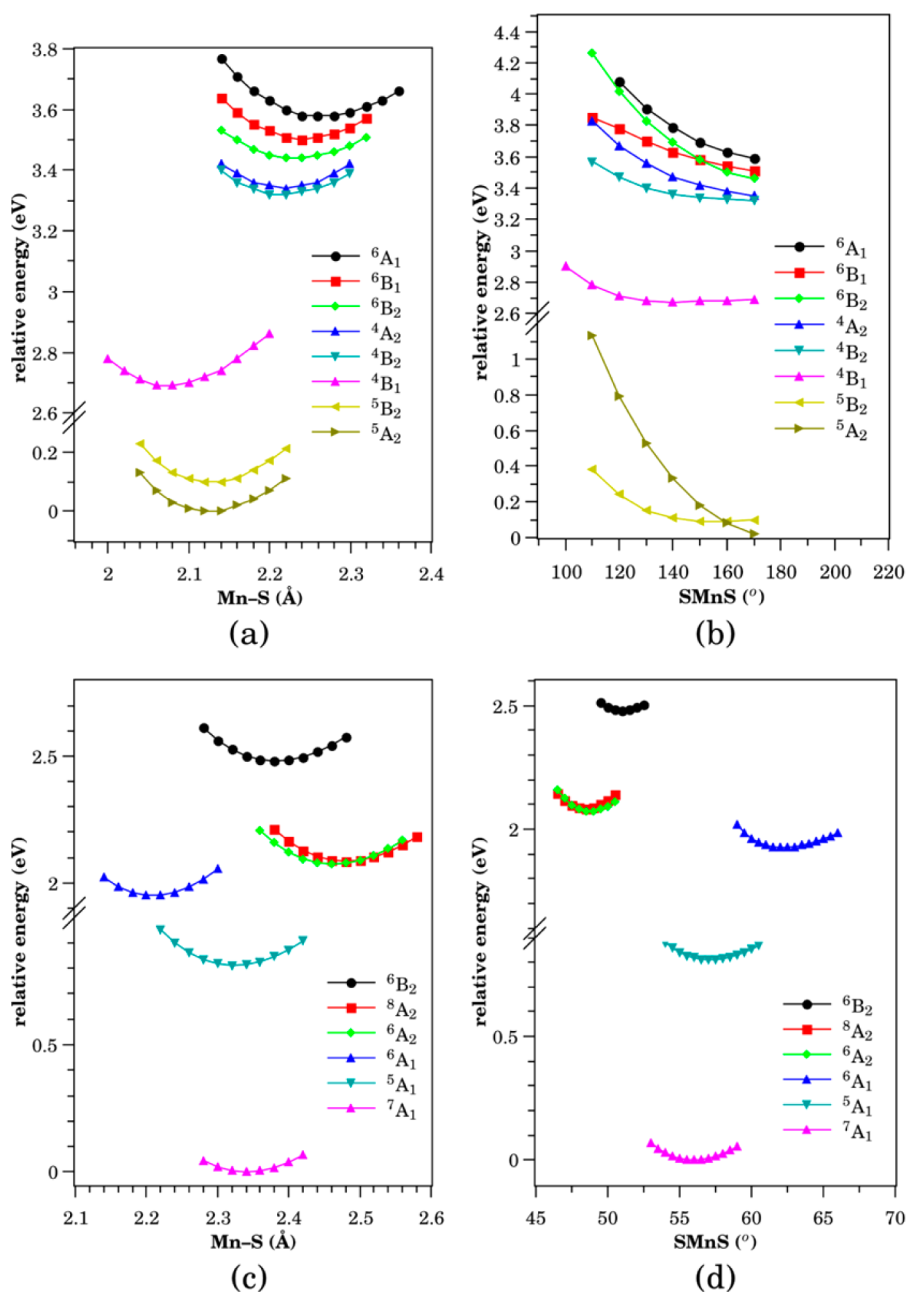 3.8
3.6
3.4
3.2
3
2.8
2.6
0.2
0
relative energy (eV)
⁶A₁
⁶B₁
⁶B₂
⁴A₂
⁴B₂
⁴B₁
⁵B₂
⁵A₂
2 2.1 2.2 2.3 2.4
Mn–S (Å)
(a)
4.4
4.2
4
3.8
3.6
3.4
3.2
3
2.8
2.6
1
0.8
0.6
0.4
0.2
0
relative energy (eV)
⁶A₁
⁶B₁
⁶B₂
⁴A₂
⁴B₂
⁴B₁
⁵B₂
⁵A₂
100 120 140 160 180 200 220
SMnS (°)
(b)
2.5
2
0.5
0
relative energy (eV)
⁶B₂
⁸A₂
⁶A₂
⁶A₁
⁵A₁
⁷A₁
2.1 2.2 2.3 2.4 2.5 2.6
Mn–S (Å)
(c)
2.5
2
0.5
0
relative energy (eV)
⁶B₂
⁸A₂
⁶A₂
⁶A₁
⁵A₁
⁷A₁
45 50 55 60 65 70
SMnS (°)
(d)